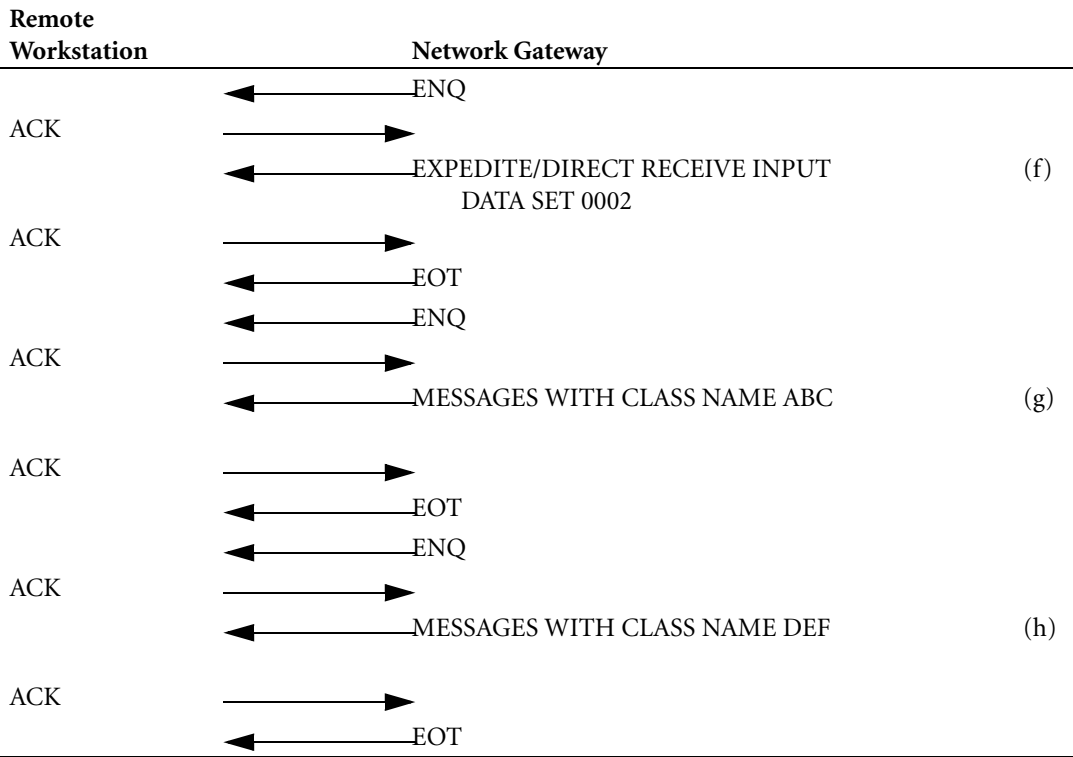 Remote
Workstation Network Gateway
ENQ
ACK
EXPEDITE/DIRECT RECEIVE INPUT (f)
DATA SET 0002
ACK
EOT
ENQ
ACK
MESSAGES WITH CLASS NAME ABC (g)
ACK
EOT
ENQ
ACK
MESSAGES WITH CLASS NAME DEF (h)
ACK
EOT